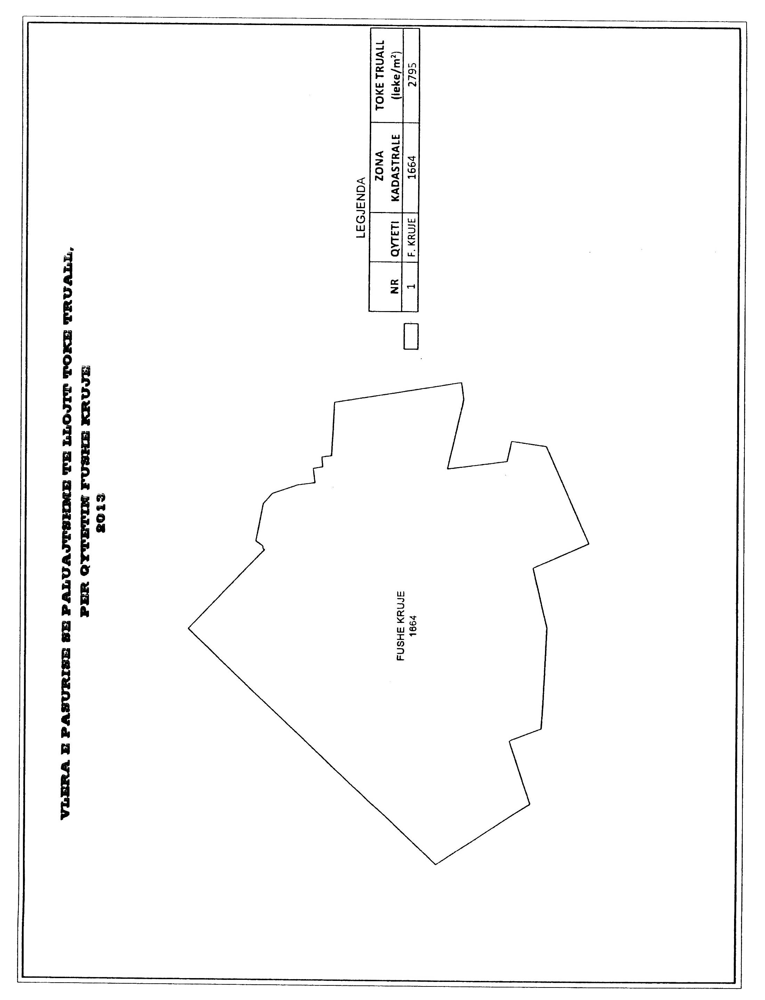 VLERA E PASURISE SE PALUAJTSHME TE LLOJIT TOKE TRUALL,
PER QYTETIN FUSHE KRUJE
2013
LEGJENDA
NR QYTETI ZONA KADASTRALE TOKE TRUALL (leke/m²)
1 F. KRUJE 1664 2795
FUSHE KRUJE
1664